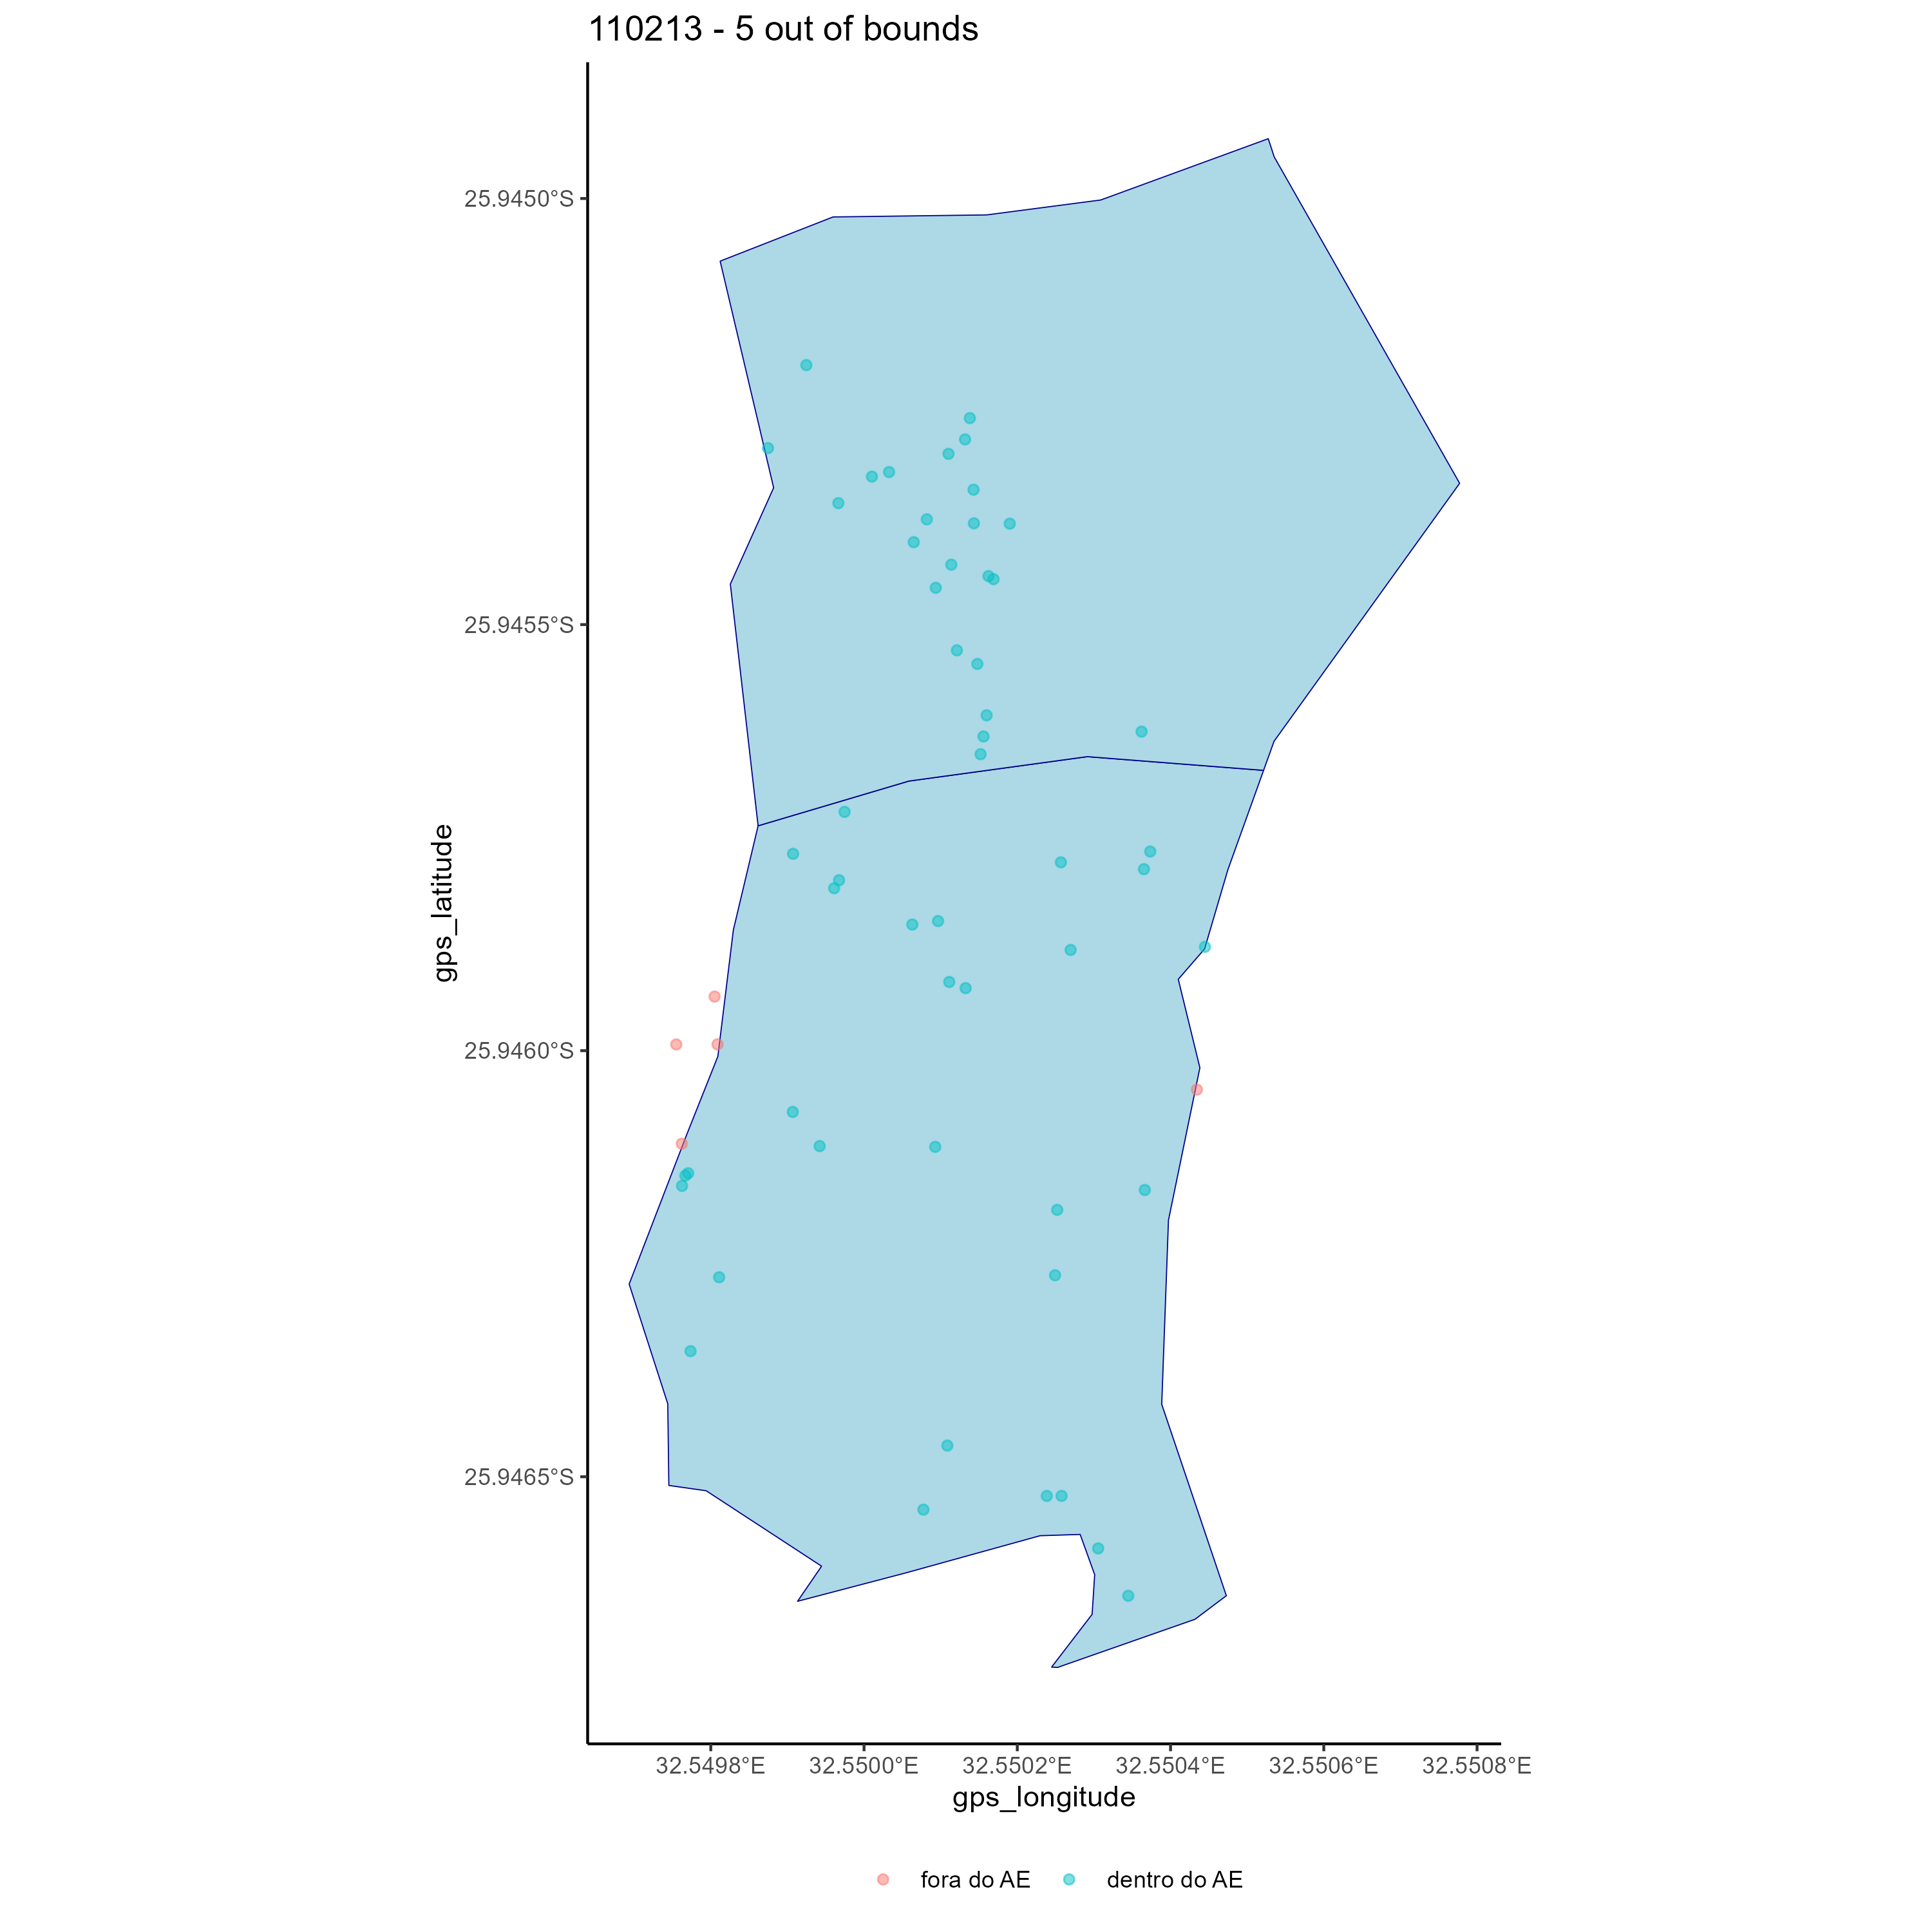 110213 - 5 out of bounds
25.9450°S
25.9455°S
25.9460°S
25.9465°S
gps_latitude
32.5498°E 32.5500°E 32.5502°E 32.5504°E 32.5506°E 32.5508°E
gps_longitude
fora do AE dentro do AE